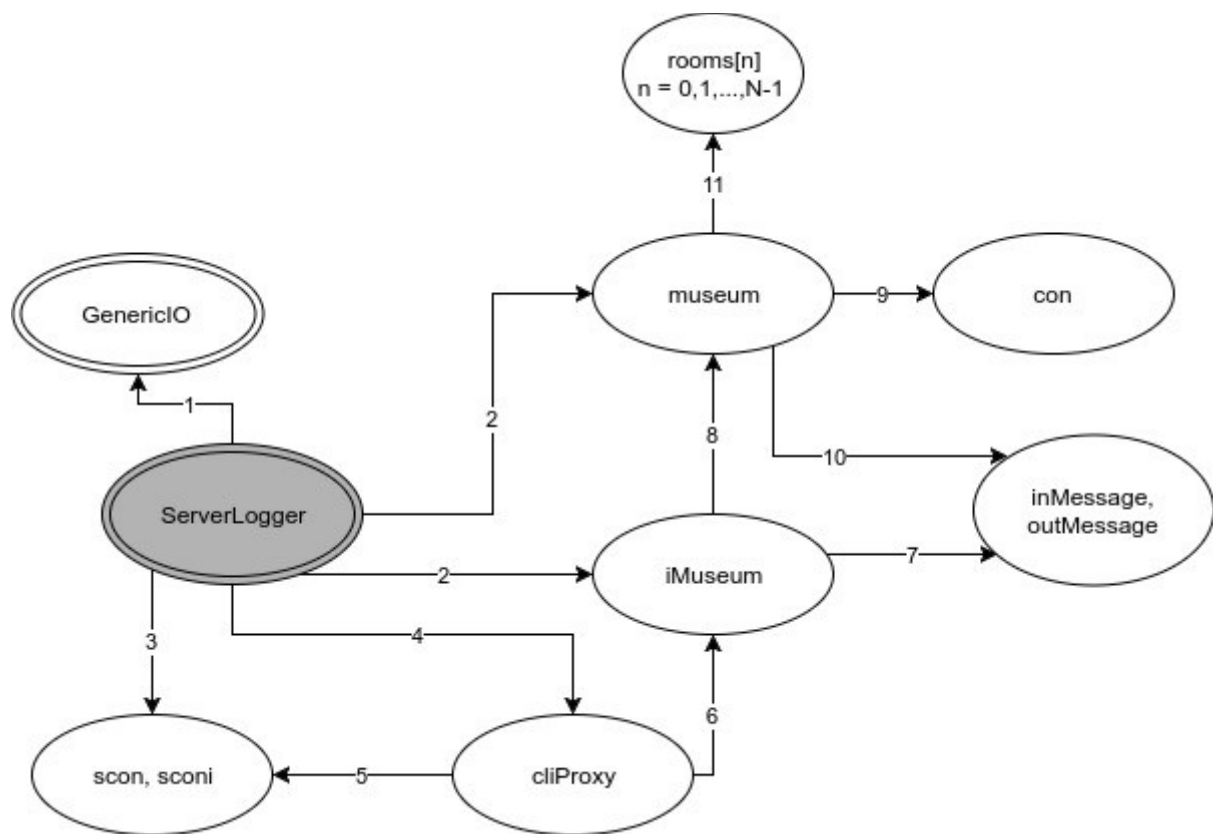 rooms[n]
n = 0,1,...,N-1
11
museum
9
con
GenericIO
1
2
8
10
ServerLogger
inMessage,
outMessage
2
iMuseum
7
3
4
6
scon, sconi
5
cliProxy